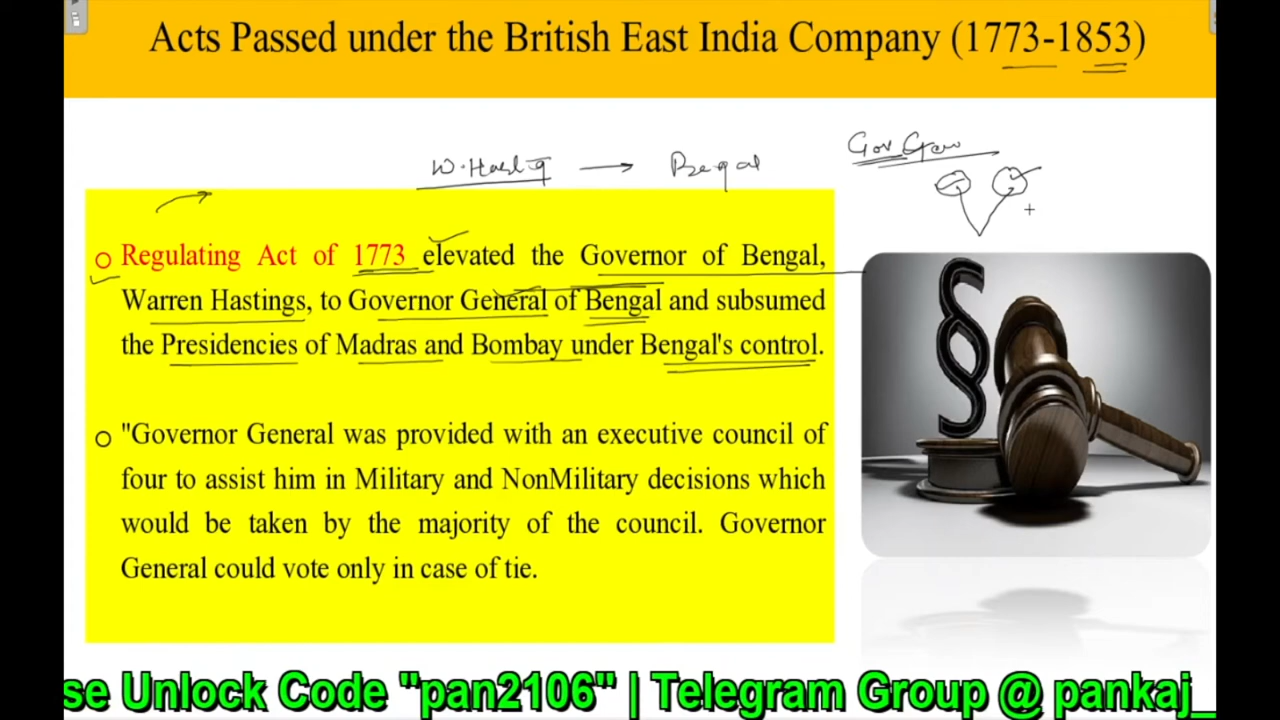 Acts Passed under the British East India Company (1773-1853)
W. Hasting → Bengal
Gov Gen
Regulating Act of 1773 elevated the Governor of Bengal,
Warren Hastings, to Governor General of Bengal and subsumed
the Presidencies of Madras and Bombay under Bengal's control.
"Governor General was provided with an executive council of
four to assist him in Military and NonMilitary decisions which
would be taken by the majority of the council. Governor
General could vote only in case of tie.
se Unlock Code "pan2106" | Telegram Group @ pankaj_